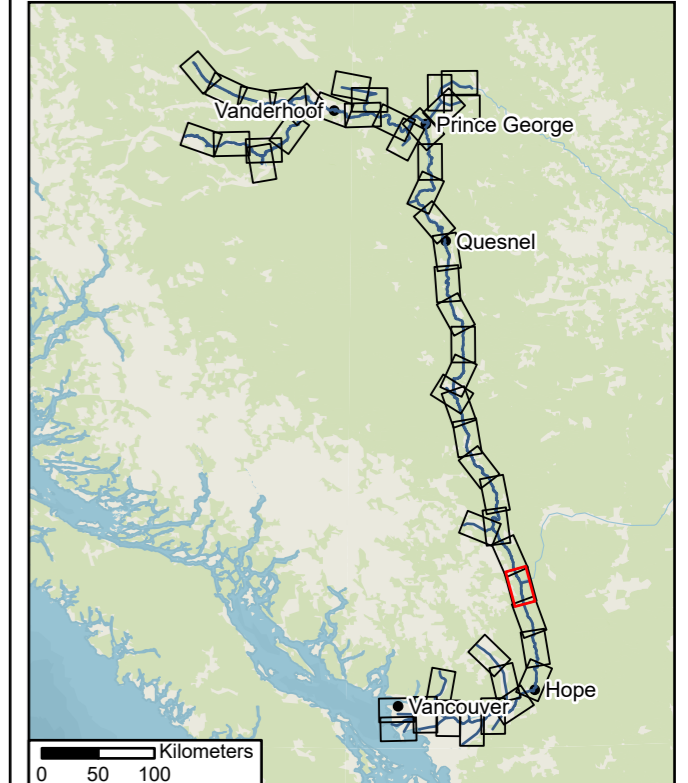 Vanderhoof
Prince George
Quesnel
Hope
Vancouver
Kilometers
0 50 100